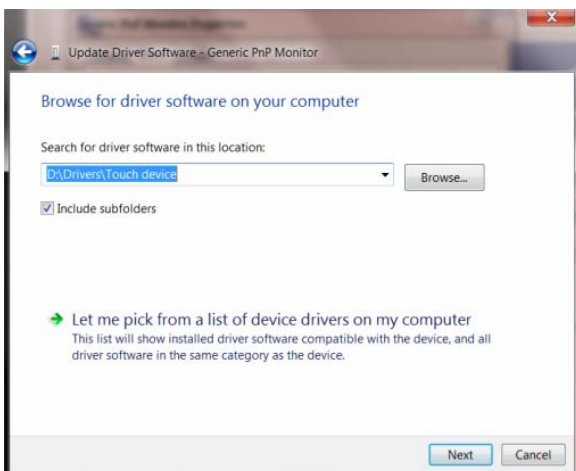 Update Driver Software - Generic PnP Monitor
Browse for driver software on your computer
Search for driver software in this location:
D:\Drivers\Touch device
Browse...
Include subfolders
Let me pick from a list of device drivers on my computer
This list will show installed driver software compatible with the device, and all
driver software in the same category as the device.
Next
Cancel